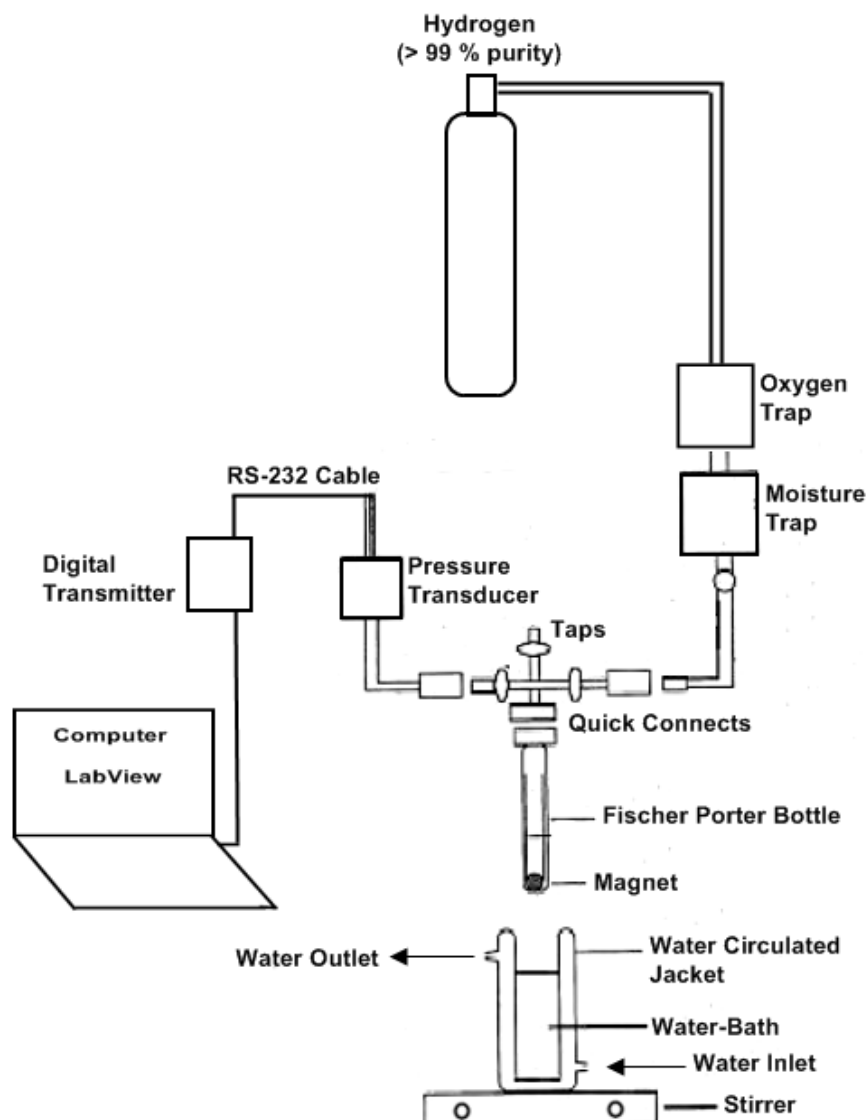 Hydrogen
(> 99 % purity)
Oxygen
Trap
RS-232 Cable
Moisture
Trap
Digital
Transmitter
Pressure
Transducer
Taps
Quick Connects
Computer
LabView
Fischer Porter Bottle
Magnet
Water Outlet
Water Circulated
Jacket
Water-Bath
Water Inlet
Stirrer